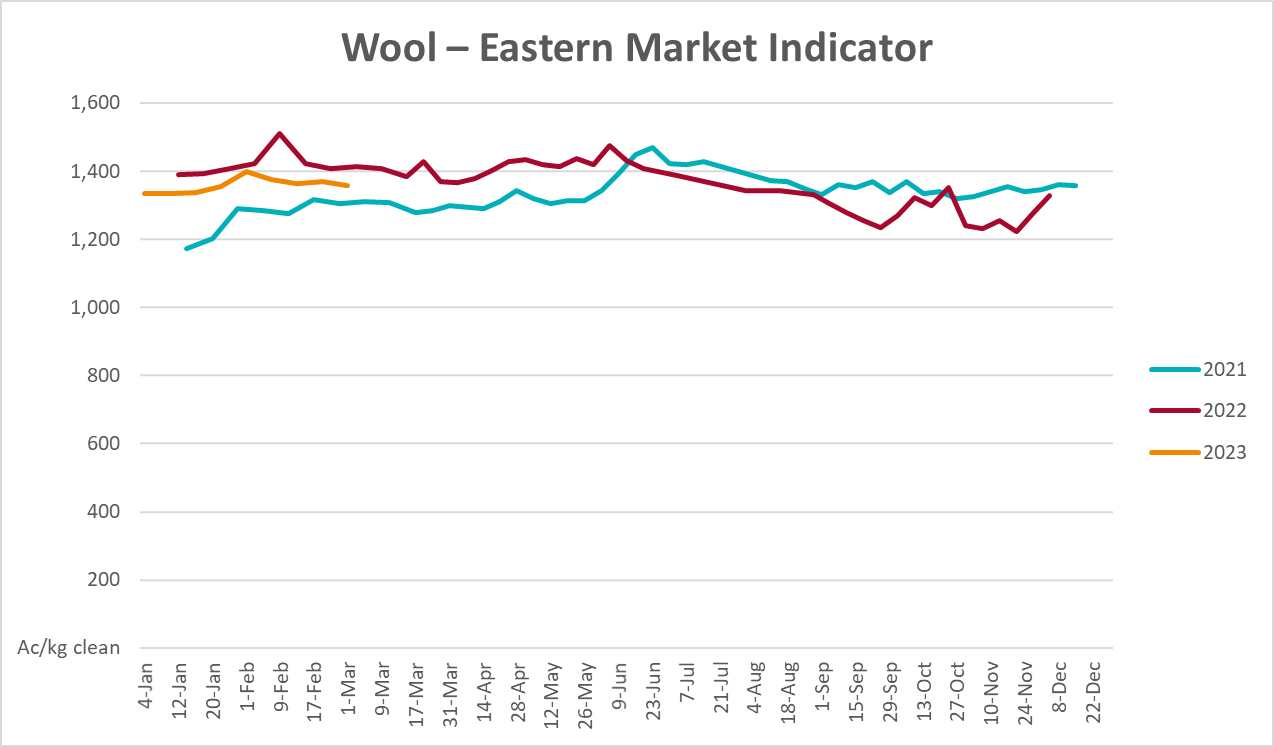 Wool – Eastern Market Indicator
1,600
1,400
1,200
1,000
800
600
400
200
Ac/kg clean
4-Jan
12-Jan
20-Jan
1-Feb
9-Feb
17-Feb
1-Mar
9-Mar
17-Mar
31-Mar
14-Apr
28-Apr
12-May
26-May
9-Jun
23-Jun
7-Jul
21-Jul
4-Aug
18-Aug
1-Sep
15-Sep
29-Sep
13-Oct
27-Oct
10-Nov
24-Nov
8-Dec
22-Dec
2021
2022
2023